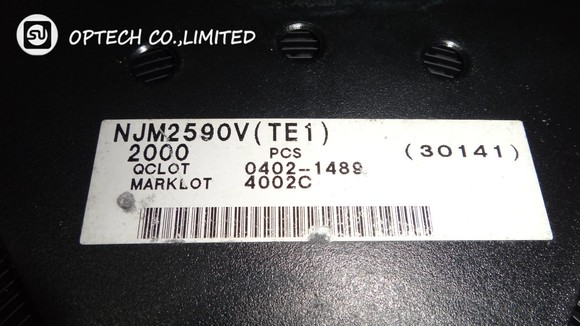 OPTECH CO.,LIMITED
NJM2590V(TE1)
2000 PCS (30141)
QCLOT 0402-1489
MARKLOT 4002C